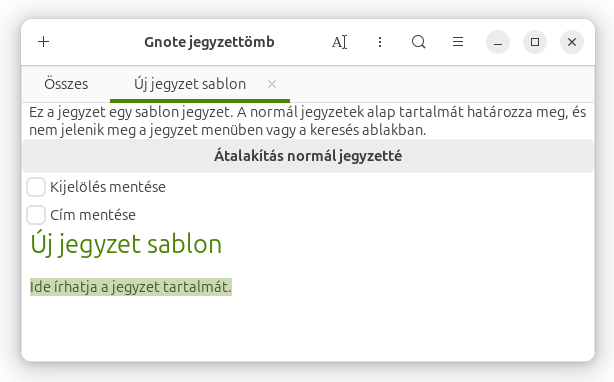 Gnote jegyzettömb
Összes
Új jegyzet sablon
Ez a jegyzet egy sablon jegyzet. A normál jegyzetek alap tartalmát határozza meg, és
nem jelenik meg a jegyzet menüben vagy a keresés ablakban.
Átalakítás normál jegyzetté
Kijelölés mentése
Cím mentése
Új jegyzet sablon
Ide írhatja a jegyzet tartalmát.